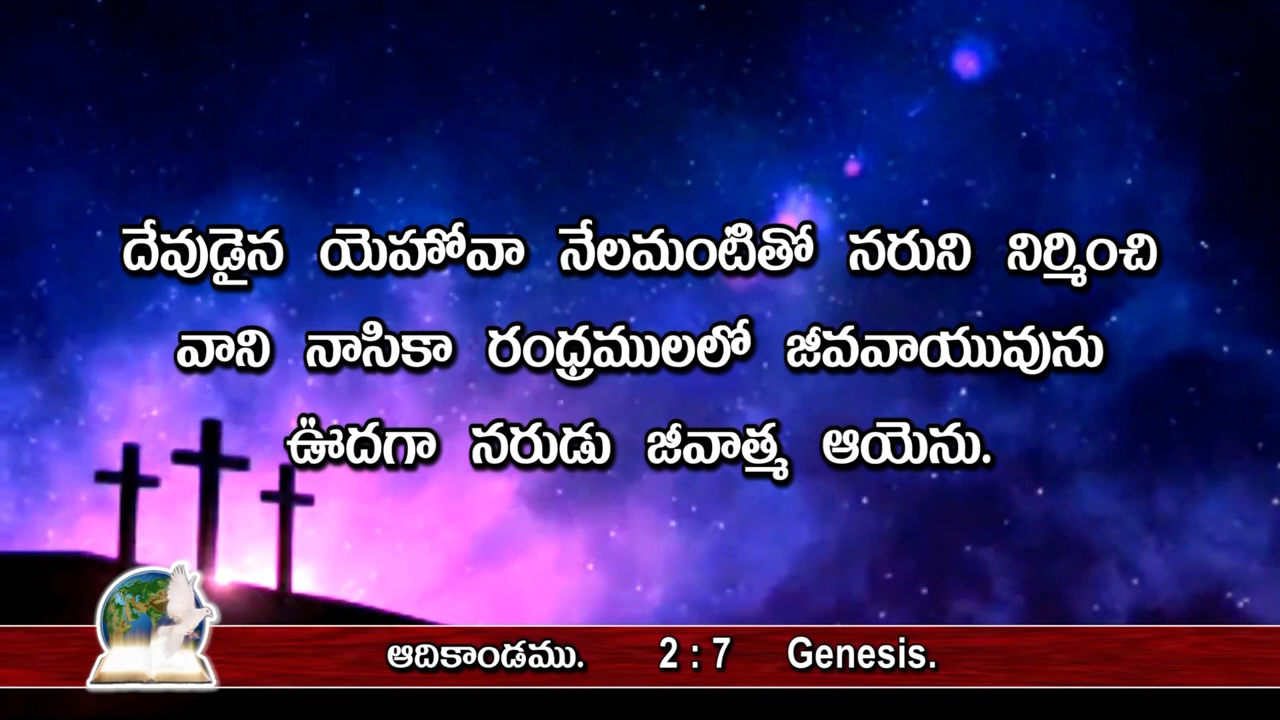 దేవుడైన యెహోవా నేలమంటితో నరుని నిర్మించి
వాని నాసికా రంధ్రములలో జీవవాయువును
ఊదగా నరుడు జీవాత్మ ఆయెను.
ఆదికాండము. 2 : 7 Genesis.